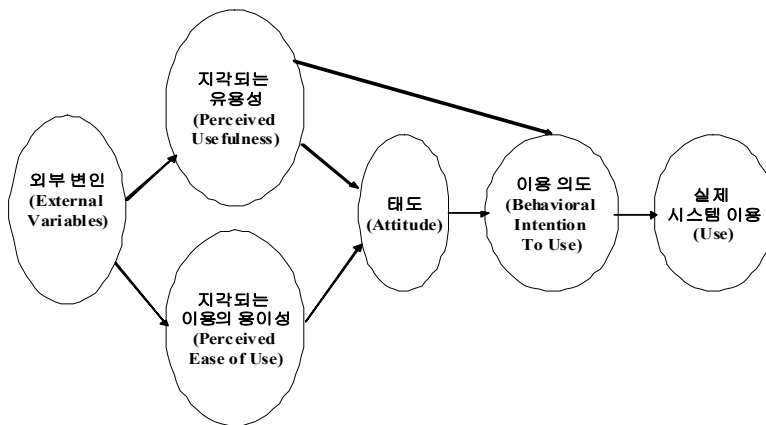 지각되는
유용성
(Perceived
Usefulness)
외부 변인
(External
Variables)
태도
(Attitude)
이용 의도
(Behavioral
Intention
To Use)
실제
시스템 이용
(Use)
지각되는
이용의 용이성
(Perceived
Ease of Use)